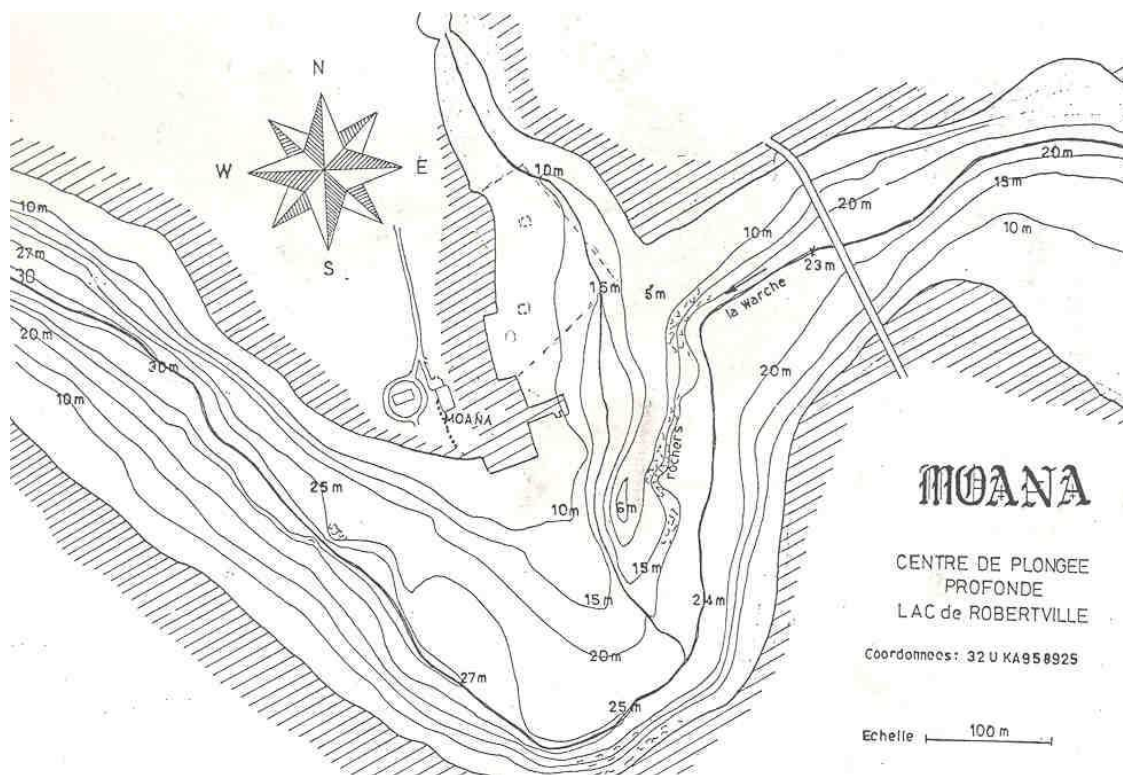 N
W
E
S
10m
27m
30
20m
10m
30m
25m
27m
MOANA
10m
15m
5m
10m
6m
15m
15m
20m
25m
24m
rochers
la Warche
23m
10m
20m
20m
20m
15m
10m
MOANA
CENTRE DE PLONGEE
PROFONDE
LAC de ROBERTVILLE
Coordonnees: 32 U KA958925
Echelle
100 m